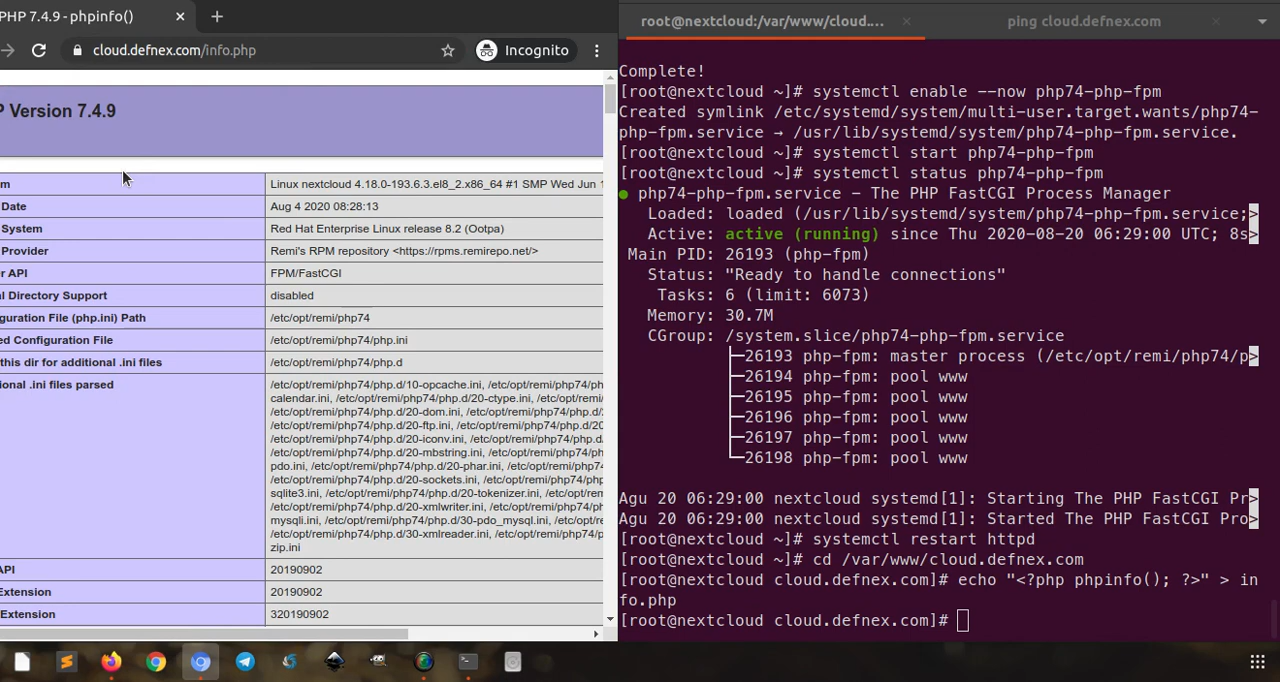 PHP 7.4.9 - phpinfo()
cloud.defnex.com/info.php
Incognito
P Version 7.4.9
m
Linux nextcloud 4.18.0-193.6.3.el8_2.x86_64 #1 SMP Wed Jun 1
Date
Aug 4 2020 08:28:13
System
Red Hat Enterprise Linux release 8.2 (Ootpa)
Provider
Remi's RPM repository <https://rpms.remirepo.net/>
r API
FPM/FastCGI
al Directory Support
disabled
guration File (php.ini) Path
/etc/opt/remi/php74
ed Configuration File
/etc/opt/remi/php74/php.ini
this dir for additional .ini files
/etc/opt/remi/php74/php.d
ional .ini files parsed
/etc/opt/remi/php74/php.d/10-opcache.ini, /etc/opt/remi/php74/ph
calendar.ini, /etc/opt/remi/php74/php.d/20-ctype.ini, /etc/opt/rem
/etc/opt/remi/php74/php.d/20-dom.ini, /etc/opt/remi/php74/php.d/
/etc/opt/remi/php74/php.d/20-ftp.ini, /etc/opt/remi/php74/php.d/
/etc/opt/remi/php74/php.d/20-iconv.ini, /etc/opt/remi/php74/php.d/
/etc/opt/remi/php74/php.d/20-mbstring.ini, /etc/opt/remi/php74/ph
pdo.ini, /etc/opt/remi/php74/php.d/20-phar.ini, /etc/opt/remi/php74
/etc/opt/remi/php74/php.d/20-sockets.ini, /etc/opt/remi/php74/php
sqlite3.ini, /etc/opt/remi/php74/php.d/20-tokenizer.ini, /etc/opt/rem
/etc/opt/remi/php74/php.d/20-xmlwriter.ini, /etc/opt/remi/php74/ph
mysqli.ini, /etc/opt/remi/php74/php.d/30-pdo_mysql.ini, /etc/opt/re
/etc/opt/remi/php74/php.d/30-xmlreader.ini, /etc/opt/remi/php74/ph
zip.ini
API
20190902
Extension
20190902
Extension
320190902
root@nextcloud:/var/www/cloud....
ping cloud.defnex.com
Complete!
[root@nextcloud ~]# systemctl enable --now php74-php-fpm
Created symlink /etc/systemd/system/multi-user.target.wants/php74-
php-fpm.service → /usr/lib/systemd/system/php74-php-fpm.service.
[root@nextcloud ~]# systemctl start php74-php-fpm
[root@nextcloud ~]# systemctl status php74-php-fpm
● php74-php-fpm.service - The PHP FastCGI Process Manager
Loaded: loaded (/usr/lib/systemd/system/php74-php-fpm.service;>
Active: active (running) since Thu 2020-08-20 06:29:00 UTC; 8s>
Main PID: 26193 (php-fpm)
Status: "Ready to handle connections"
Tasks: 6 (limit: 6073)
Memory: 30.7M
CGroup: /system.slice/php74-php-fpm.service
├─26193 php-fpm: master process (/etc/opt/remi/php74/p>
├─26194 php-fpm: pool www
├─26195 php-fpm: pool www
├─26196 php-fpm: pool www
├─26197 php-fpm: pool www
└─26198 php-fpm: pool www
Agu 20 06:29:00 nextcloud systemd[1]: Starting The PHP FastCGI Pr>
Agu 20 06:29:00 nextcloud systemd[1]: Started The PHP FastCGI Pro>
[root@nextcloud ~]# systemctl restart httpd
[root@nextcloud ~]# cd /var/www/cloud.defnex.com
[root@nextcloud cloud.defnex.com]# echo "<?php phpinfo(); ?>" > in
fo.php
[root@nextcloud cloud.defnex.com]#